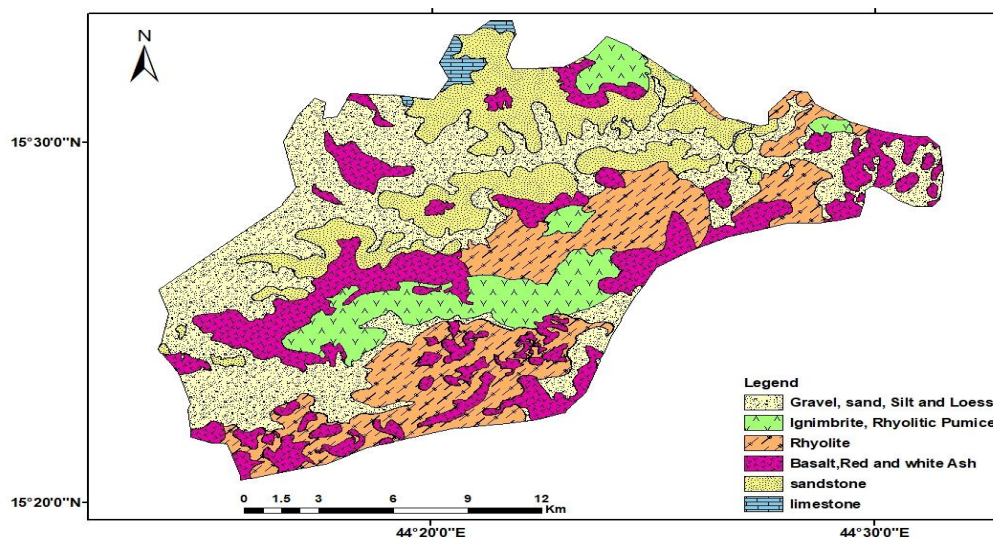 N
15°30'0"N
15°20'0"N
Legend
Gravel, sand, Silt and Loess
Ignimbrite, Rhyolitic Pumice
Rhyolite
Basalt,Red and white Ash
sandstone
limestone
0 1.5 3 6 9 12
Km
44°20'0"E 44°30'0"E